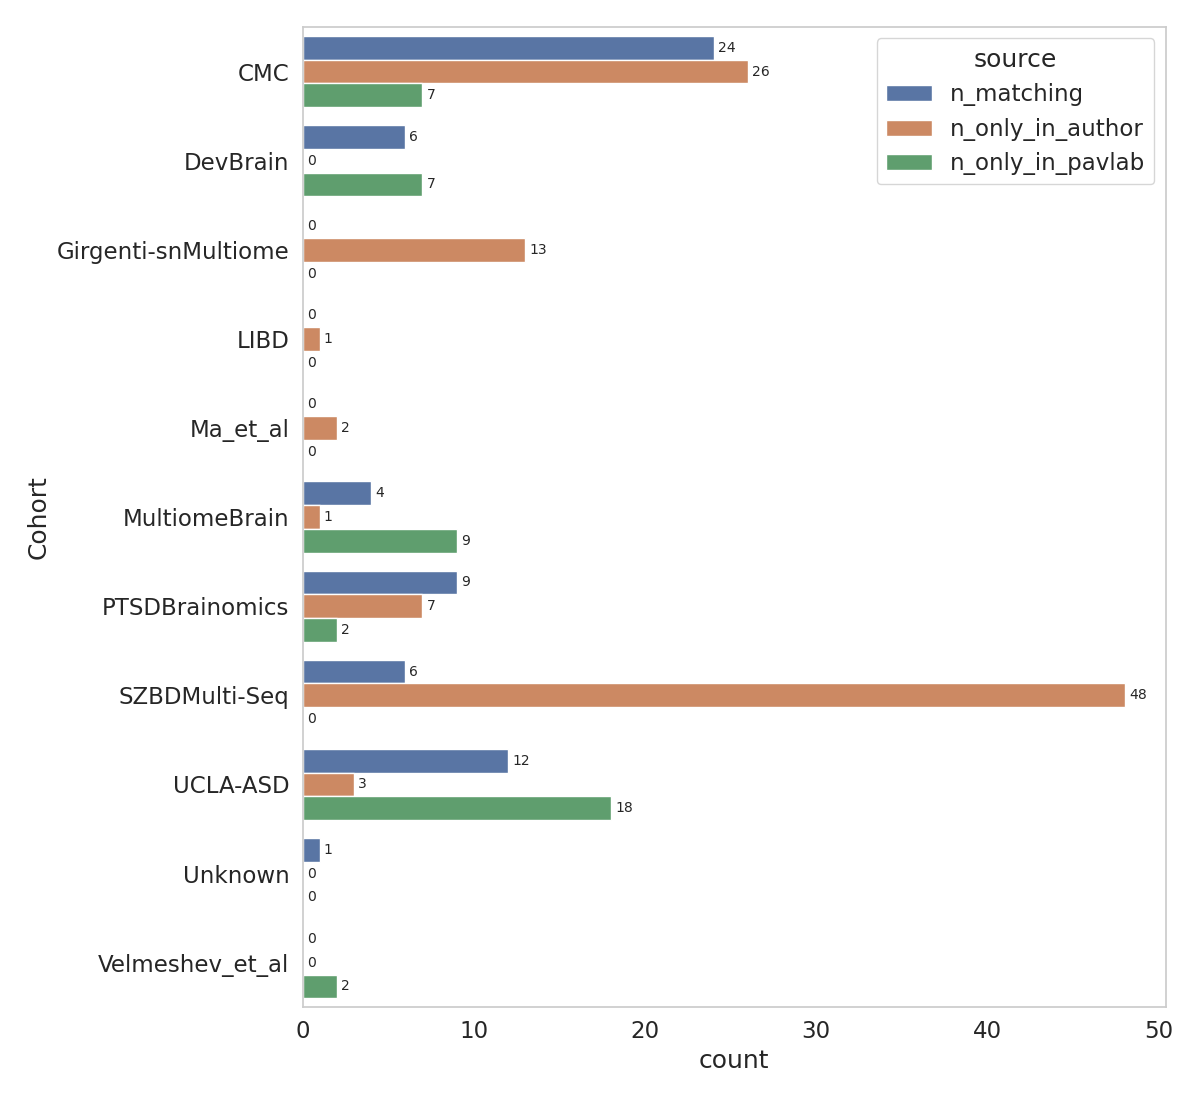 source
n_matching
n_only_in_author
n_only_in_pavlab
Cohort
CMC
24
26
7
DevBrain
6
0
7
Girgenti-snMultiome
0
13
0
LIBD
0
1
0
Ma_et_al
0
2
0
MultiomeBrain
4
1
9
PTSDBrainomics
9
7
2
SZBDMulti-Seq
6
48
0
UCLA-ASD
12
3
18
Unknown
1
0
0
Velmeshev_et_al
0
0
2
0 10 20 30 40 50
count